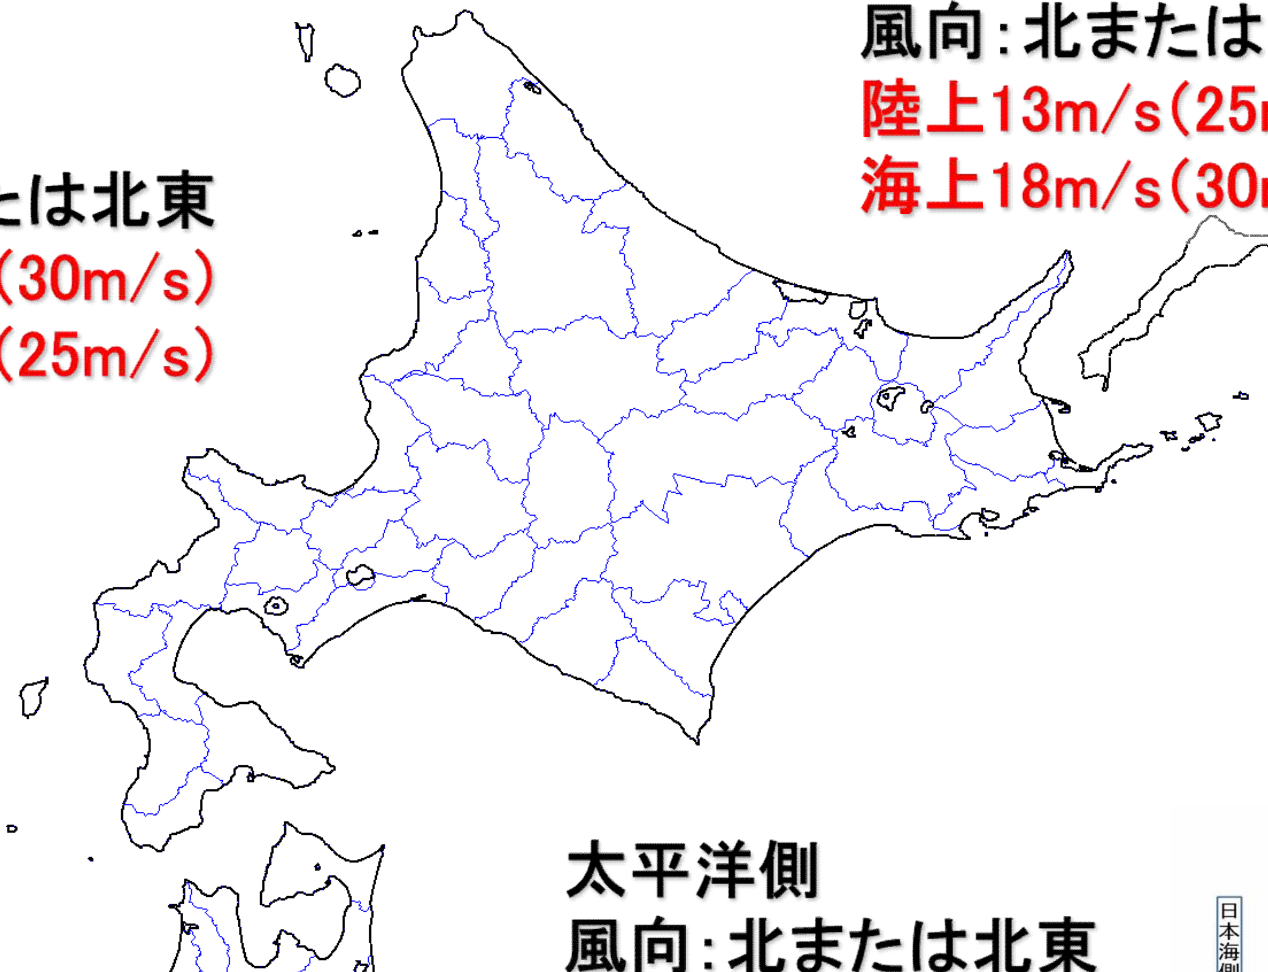 風向：北または
陸上13m/s（25m
海上18m/s（30m
たは北東
（30m/s）
（25m/s）
太平洋側
風向：北または北東
日本海側